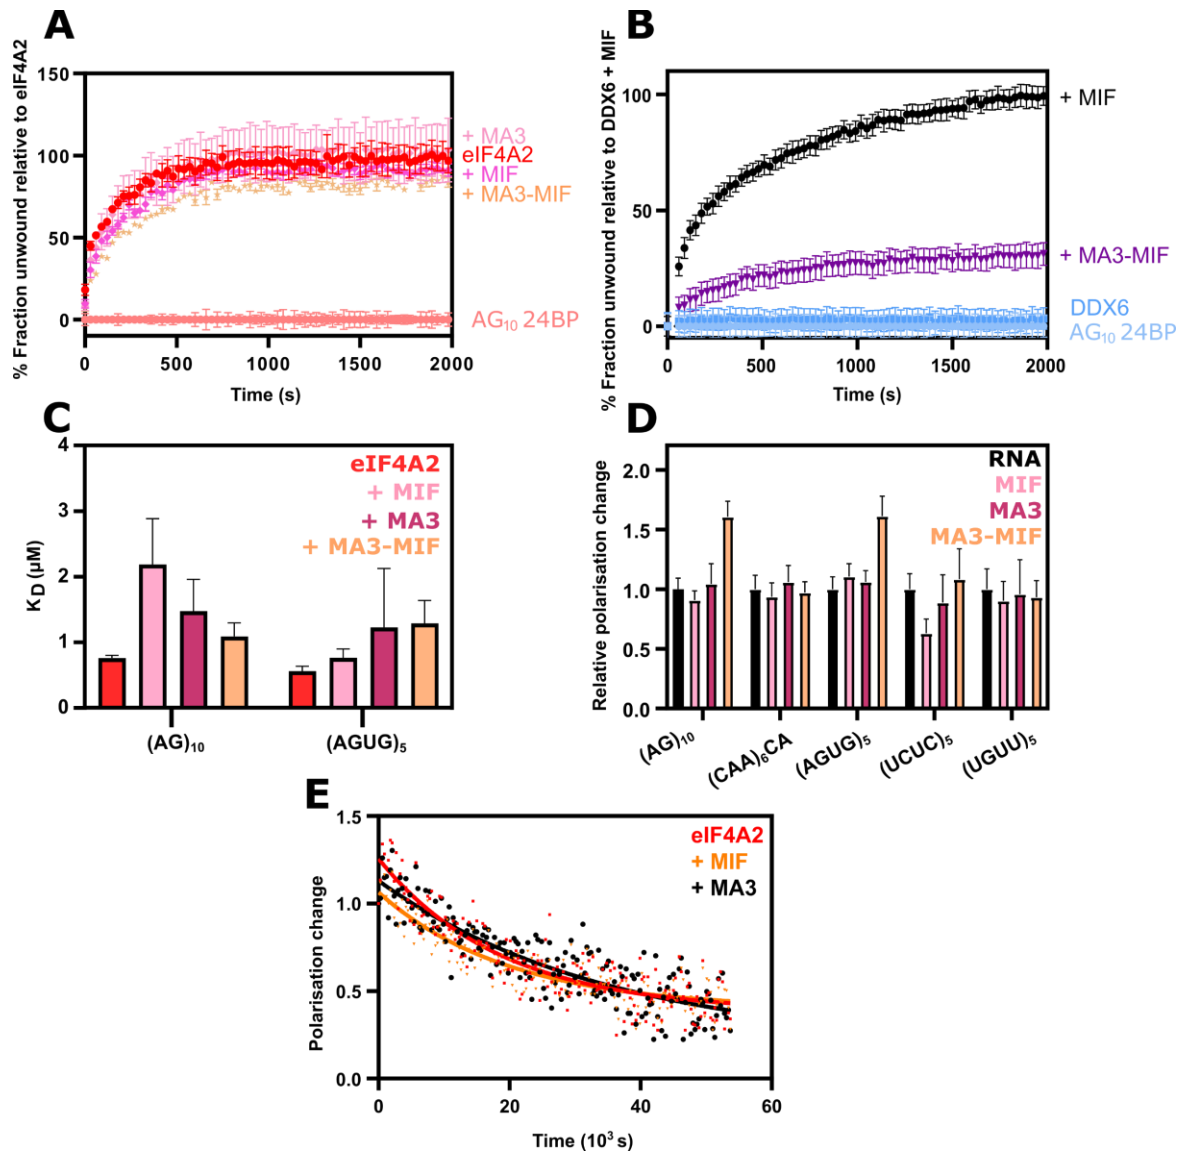 A
% Fraction unwound relative to eIF4A2
150
100
50
0
0
500
1000
1500
2000
Time (s)
+ MA3
eIF4A2
+ MIF
+ MA3-MIF
AG10 24BP
B
% Fraction unwound relative to DDX6 + MIF
100
50
0
0
500
1000
1500
2000
Time (s)
+ MIF
+ MA3-MIF
DDX6
AG10 24BP
C
KD (μM)
4
3
2
1
0
eIF4A2
+ MIF
+ MA3
+ MA3-MIF
(AG)10
(AGUG)5
D
Relative polarisation change
2.0
1.5
1.0
0.5
0.0
RNA
MIF
MA3
MA3-MIF
(AG)10
(CAA)6CA
(AGUG)5
(UCUC)5
(UGUU)5
E
Polarisation change
1.5
1.0
0.5
0.0
eIF4A2
+ MIF
+ MA3
0
20
40
60
Time (10³ s)